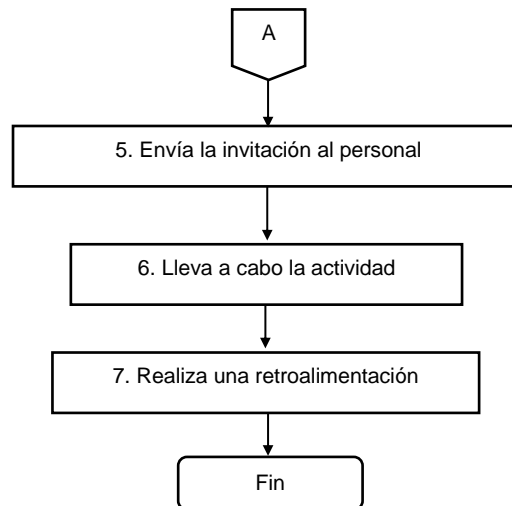 A
5. Envía la invitación al personal
6. Lleva a cabo la actividad
7. Realiza una retroalimentación
Fin